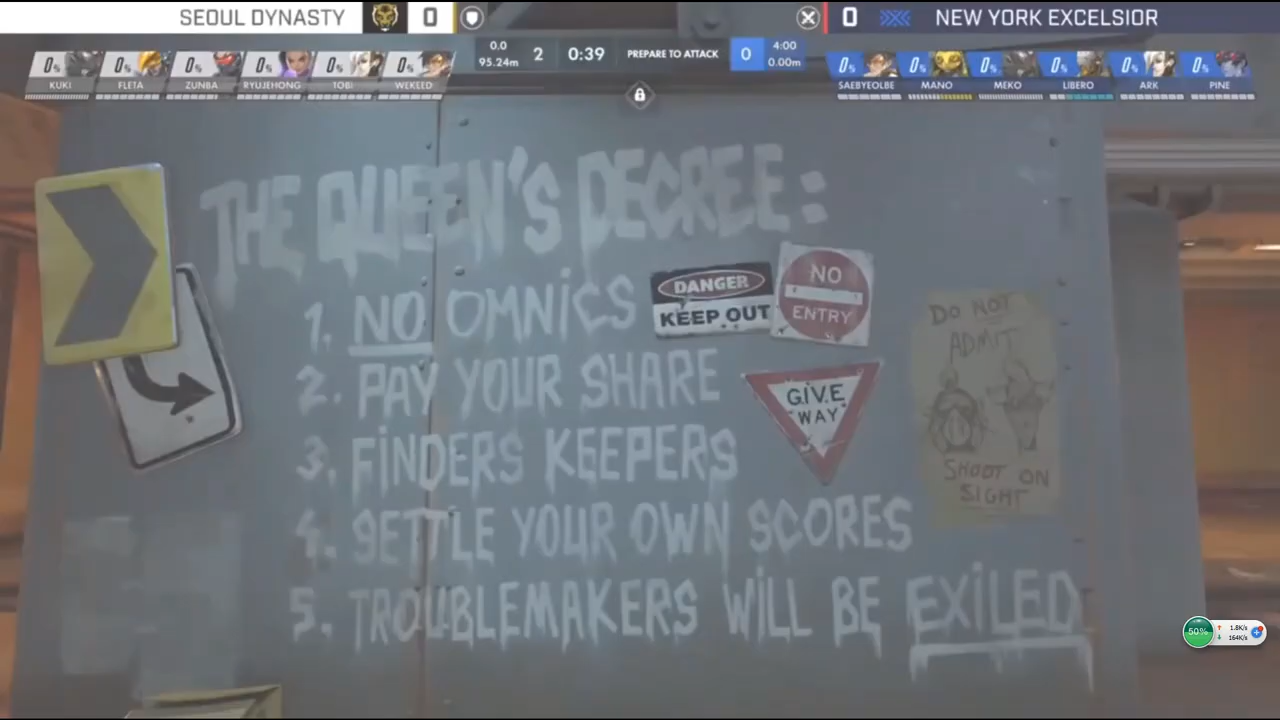 SEOUL DYNASTY 0
0 NEW YORK EXCELSIOR
0.0
95.24m
2 0:39 PREPARE TO ATTACK 0
4:00
0.00m
0% 0% 0% 0% 0% 0%
KUKI FLETA ZUNBA RYUJEHONG TOBI WEKEED
0% 0% 0% 0% 0% 0%
SAEBYEOLBE MANO MEKO LIBERO ARK PINE
THE QUEEN'S DECREE:
1. NO OMNICS
2. PAY YOUR SHARE
3. FINDERS KEEPERS
4. SETTLE YOUR OWN SCORES
5. TROUBLEMAKERS WILL BE EXILED
DANGER
KEEP OUT
NO
ENTRY
GIVE
WAY
DO NOT
ADMIT
SHOOT ON
SIGHT
50%
1.8K/s
164K/s